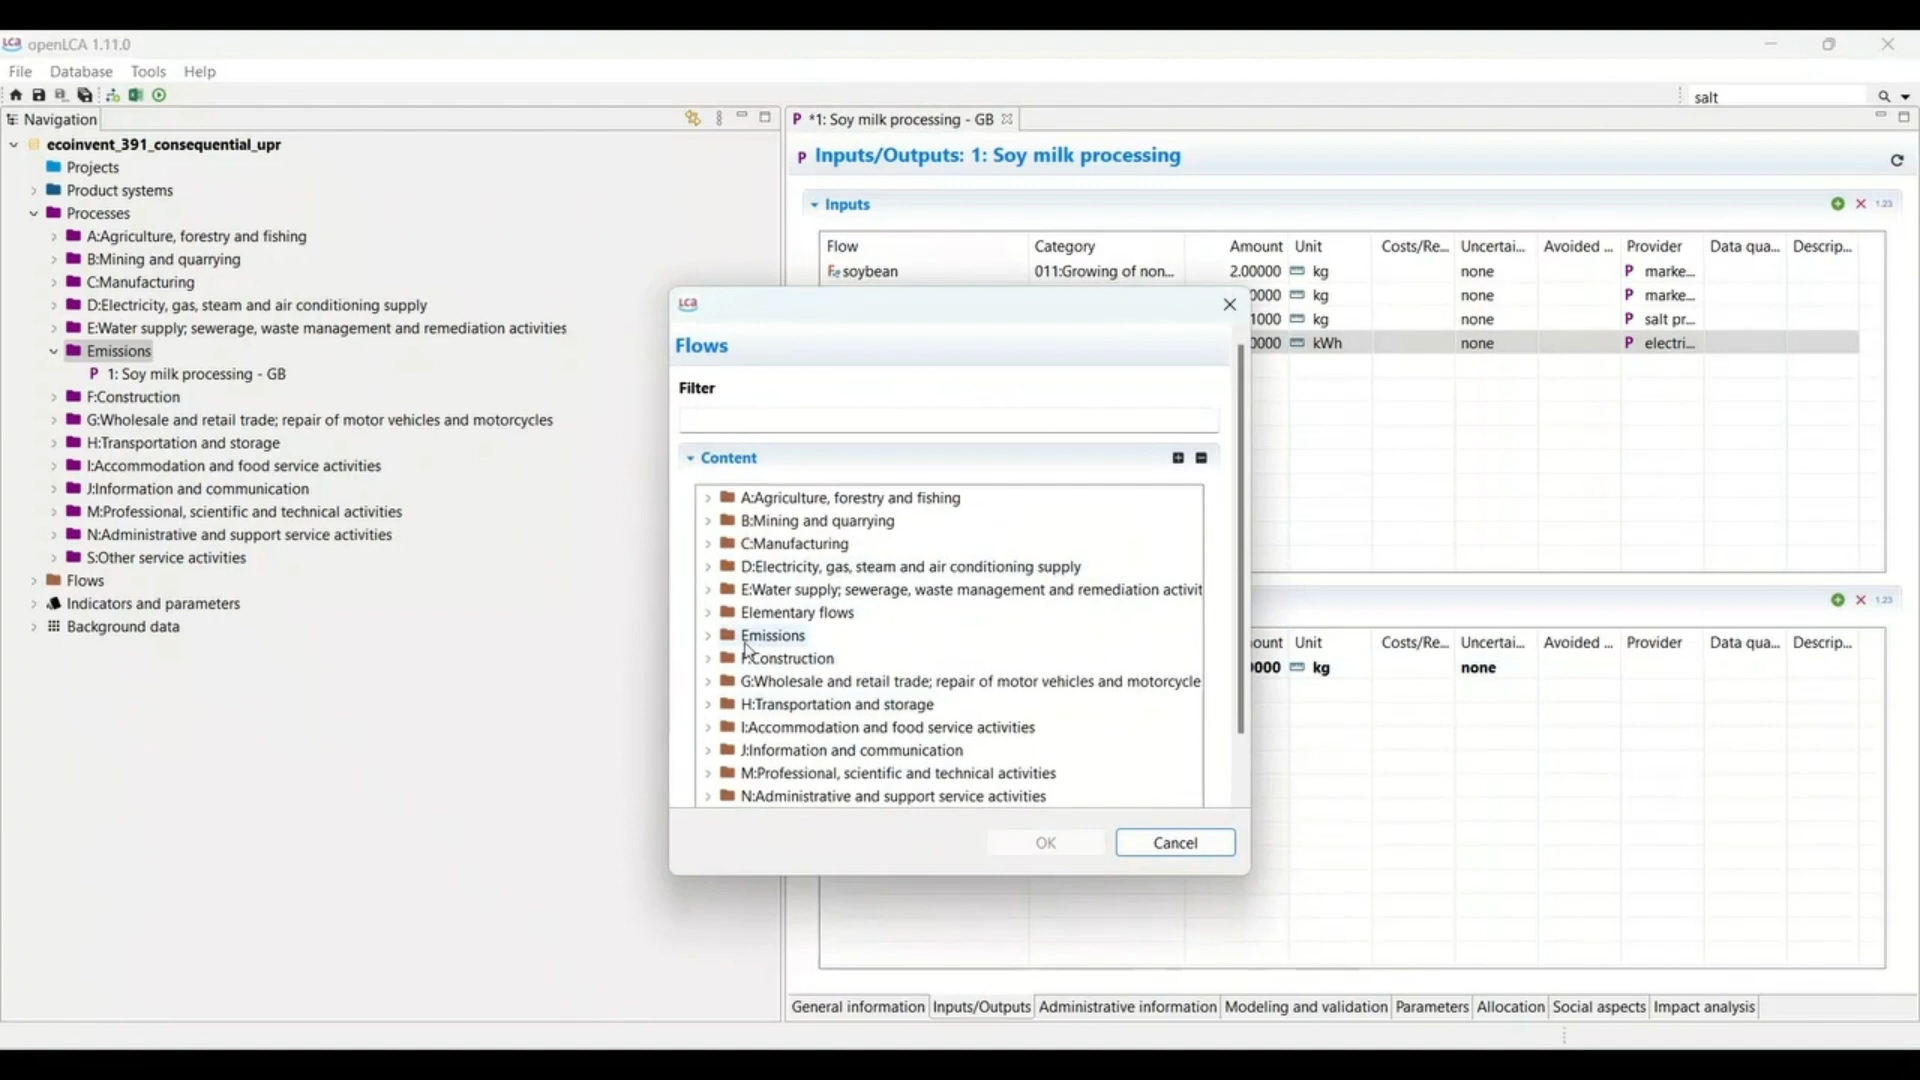 LCA openLCA 1.11.0
File Database Tools Help
salt
Navigation
P *1: Soy milk processing - GB
ecoinvent_391_consequential_upr
Projects
Product systems
Processes
A:Agriculture, forestry and fishing
B:Mining and quarrying
C:Manufacturing
D:Electricity, gas, steam and air conditioning supply
E:Water supply; sewerage, waste management and remediation activities
Emissions
P 1: Soy milk processing - GB
F:Construction
G:Wholesale and retail trade; repair of motor vehicles and motorcycles
H:Transportation and storage
I:Accommodation and food service activities
J:Information and communication
M:Professional, scientific and technical activities
N:Administrative and support service activities
S:Other service activities
Flows
Indicators and parameters
Background data
P Inputs/Outputs: 1: Soy milk processing
Inputs
1.23
Flow Category Amount Unit Costs/Re... Uncertai... Avoided ... Provider Data qua... Descrip...
soybean 011:Growing of non... 2.00000 kg none P marke...
0000 kg none P marke...
1000 kg none P salt pr...
0000 kWh none P electri...
1.23
ount Unit Costs/Re... Uncertai... Avoided ... Provider Data qua... Descrip...
0000 kg none
LCA
Flows
Filter
Content
A:Agriculture, forestry and fishing
B:Mining and quarrying
C:Manufacturing
D:Electricity, gas, steam and air conditioning supply
E:Water supply; sewerage, waste management and remediation activit
Elementary flows
Emissions
F:Construction
G:Wholesale and retail trade; repair of motor vehicles and motorcycle
H:Transportation and storage
I:Accommodation and food service activities
J:Information and communication
M:Professional, scientific and technical activities
N:Administrative and support service activities
OK Cancel
General information Inputs/Outputs Administrative information Modeling and validation Parameters Allocation Social aspects Impact analysis